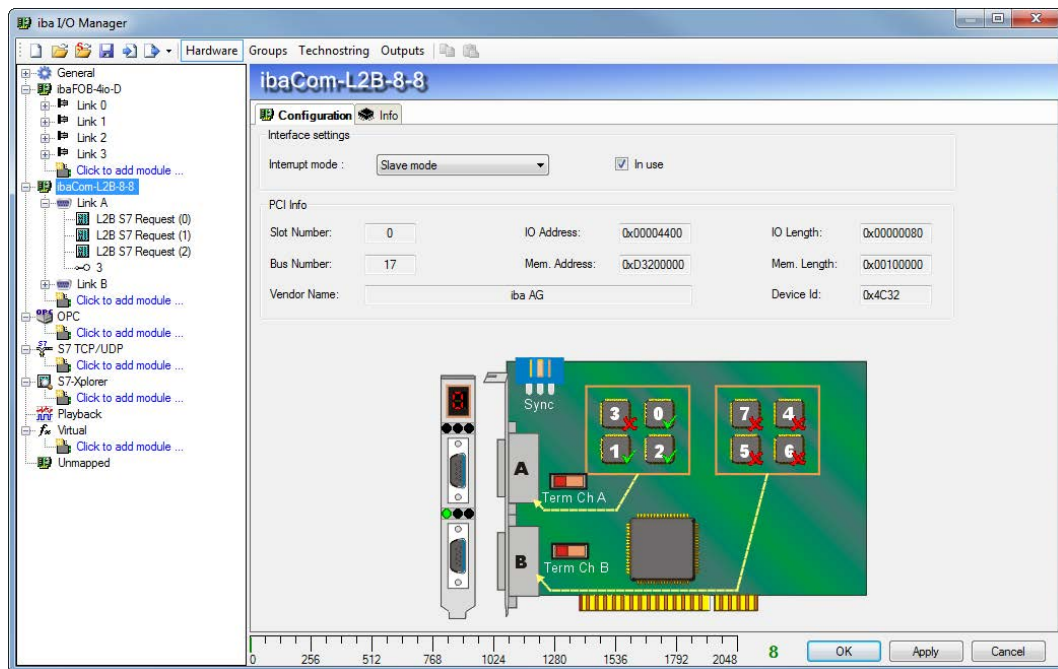 iba I/O Manager
Hardware Groups Technostring Outputs
General
ibaFOB-4io-D
Link 0
Link 1
Link 2
Link 3
Click to add module ...
ibaCom-L2B-8-8
Link A
L2B S7 Request (0)
L2B S7 Request (1)
L2B S7 Request (2)
3
Link B
Click to add module ...
OPC
Click to add module ...
S7 TCP/UDP
Click to add module ...
S7-Xplorer
Click to add module ...
Playback
Virtual
Click to add module ...
Unmapped
ibaCom-L2B-8-8
Configuration Info
Interface settings
Interrupt mode : Slave mode In use
PCI Info
Slot Number: 0 IO Address: 0x00004400 IO Length: 0x00000080
Bus Number: 17 Mem. Address: 0xD3200000 Mem. Length: 0x00100000
Vendor Name: iba AG Device Id: 0x4C32
Sync
3 0 7 4
1 2 5 6
A
Term Ch A
B
Term Ch B
0 256 512 768 1024 1280 1536 1792 2048
8 OK Apply Cancel